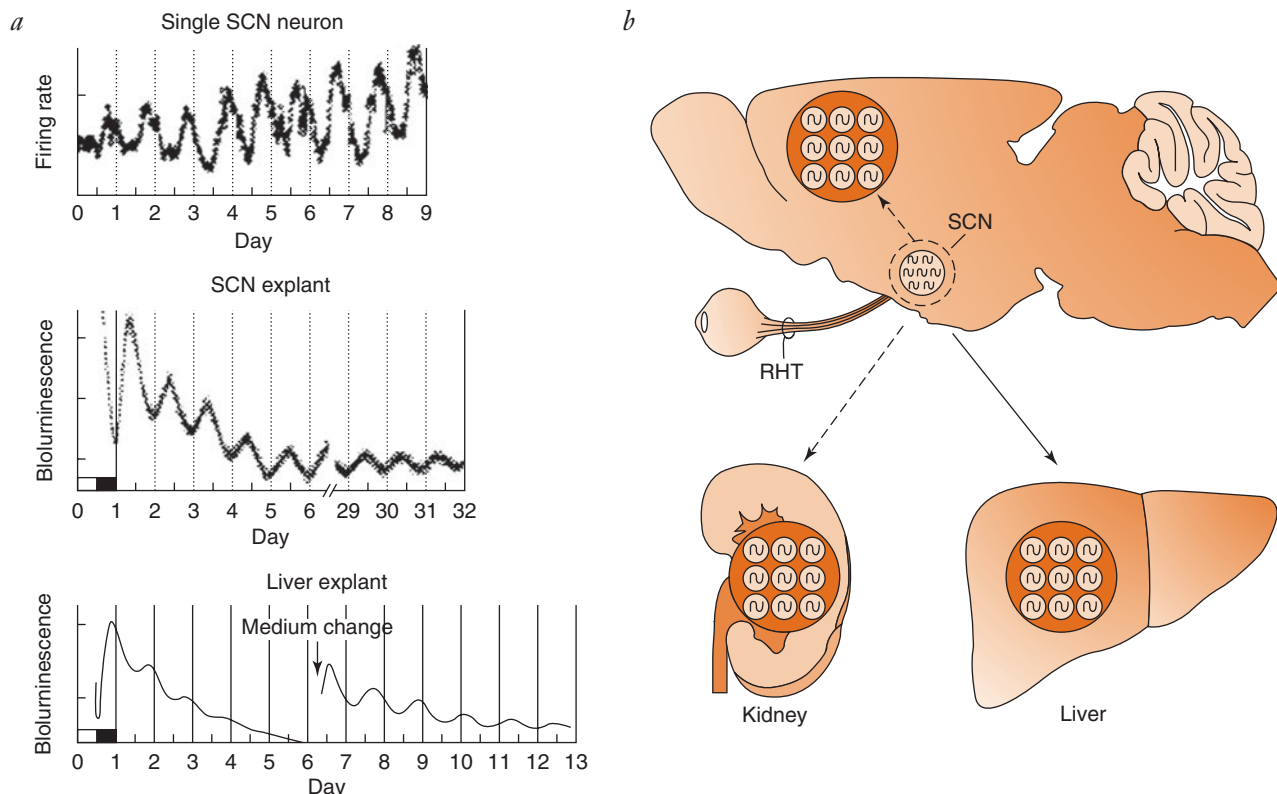 a
Single SCN neuron
Firing rate
0 1 2 3 4 5 6 7 8 9
Day
SCN explant
Bioluruninescence
0 1 2 3 4 5 6 29 30 31 32
Day
Liver explant
Medium change
Bioluruninescence
0 1 2 3 4 5 6 7 8 9 10 11 12 13
Day
b
SCN
RHT
Kidney
Liver